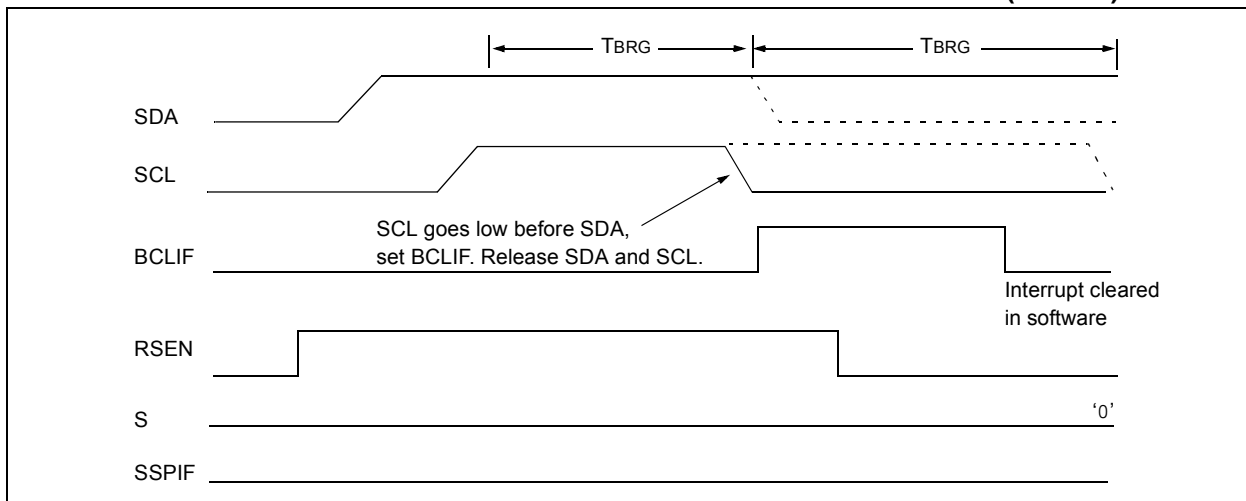 TBRG
TBRG
SDA
SCL
SCL goes low before SDA,
set BCLIF. Release SDA and SCL.
BCLIF
Interrupt cleared
in software
RSEN
S
‘0’
SSPIF